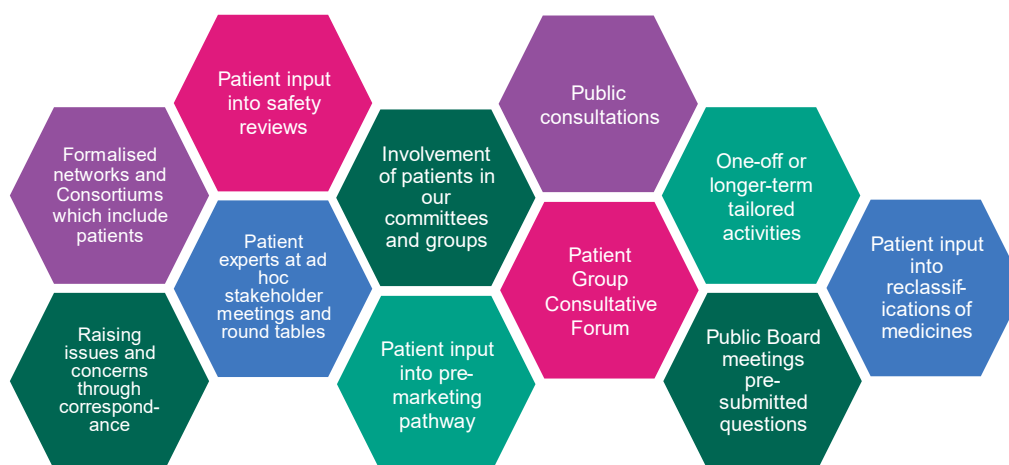 Patient input
into safety
reviews
Public
consultations
Formalised
networks and
Consortiums
which include
patients
Involvement
of patients in
our
committees
and groups
One-off or
longer-term
tailored
activities
Patient
experts at ad
hoc
stakeholder
meetings and
round tables
Patient
Group
Consultative
Forum
Patient input
into
reclassif-
ications of
medicines
Raising
issues and
concerns
through
correspond-
ance
Patient input
into pre-
marketing
pathway
Public Board
meetings
pre-
submitted
questions